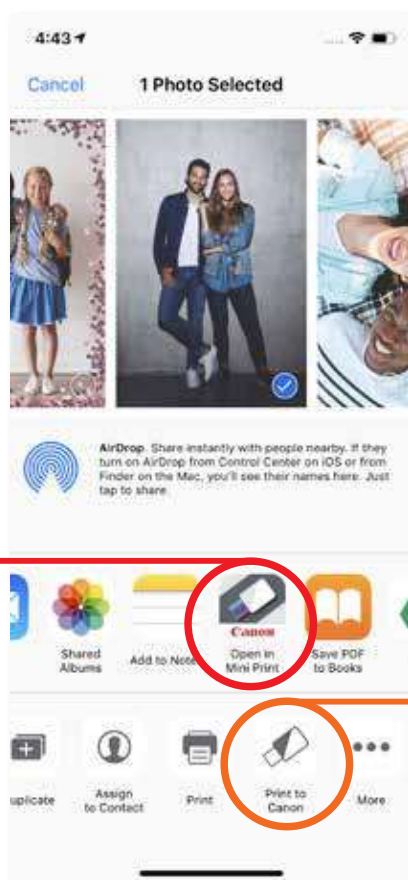 4:43
Cancel
1 Photo Selected
AirDrop. Share instantly with people nearby. If they
turn on AirDrop from Control Center on iOS or from
Finder on the Mac, you'll see their names here. Just
tap to share.
Canon
Shared
Albums
Add to Note
Open in
Mini Print
Save PDF
to Books
uplicate
Assign
to Contact
Print
Print to
Canon
More